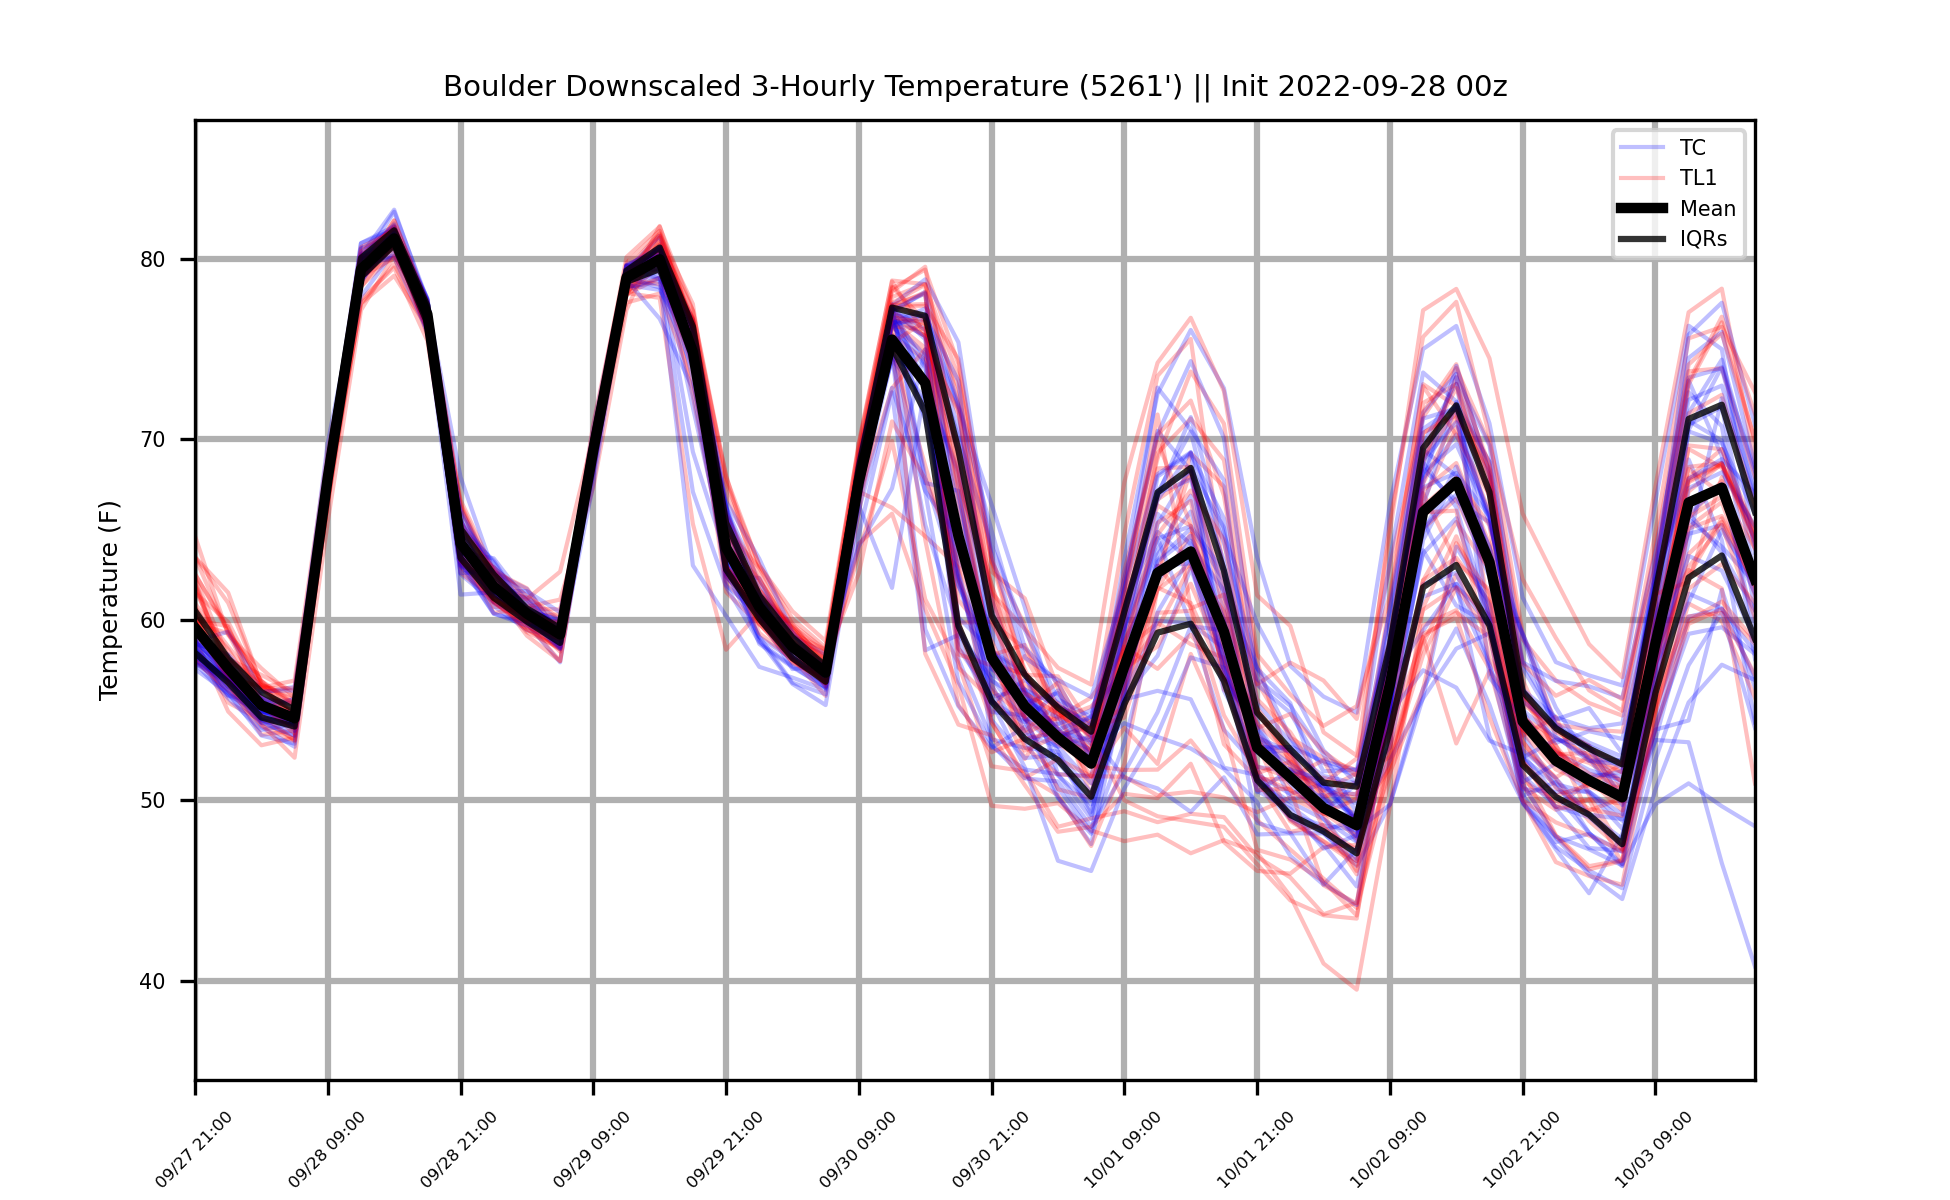 Boulder Downscaled 3-Hourly Temperature (5261') || Init 2022-09-28 00z
TC
TL1
Mean
IQRs
Temperature (F)
80
70
60
50
40
09/27 21:00
09/28 09:00
09/28 21:00
09/29 09:00
09/29 21:00
09/30 09:00
09/30 21:00
10/01 09:00
10/01 21:00
10/02 09:00
10/02 21:00
10/03 09:00